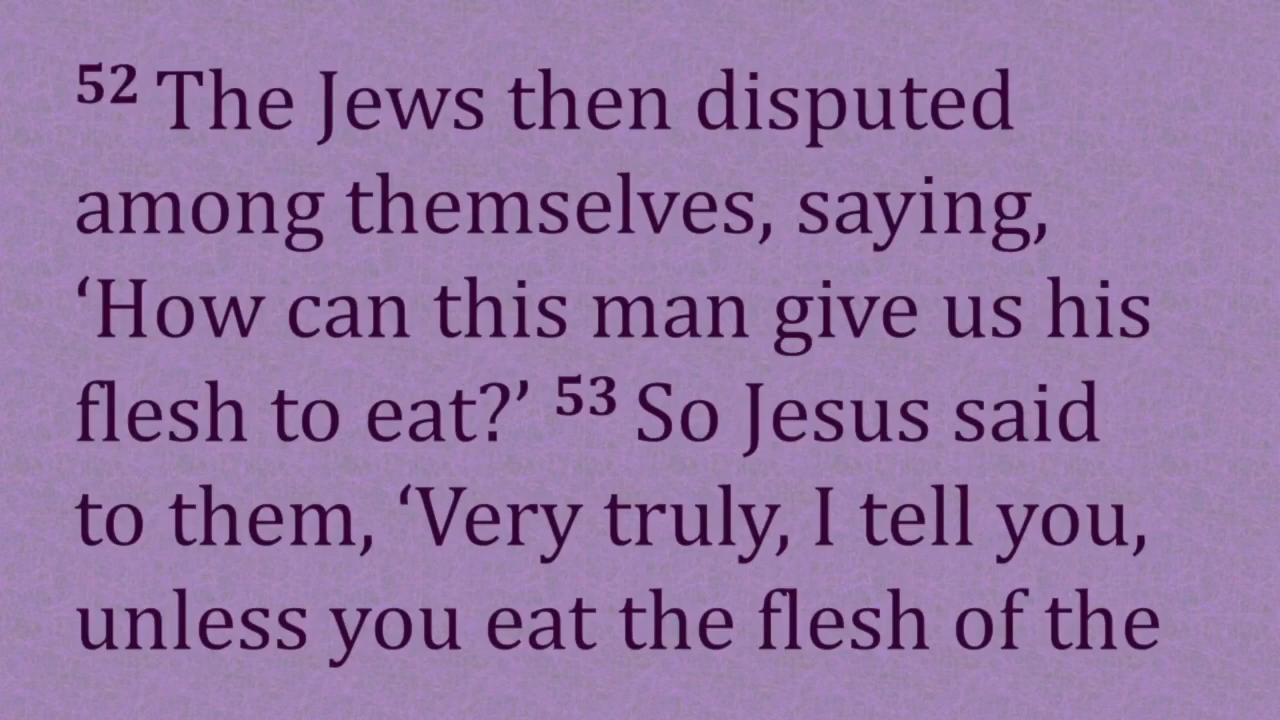 52 The Jews then disputed
among themselves, saying,
‘How can this man give us his
flesh to eat?’ 53 So Jesus said
to them, ‘Very truly, I tell you,
unless you eat the flesh of the